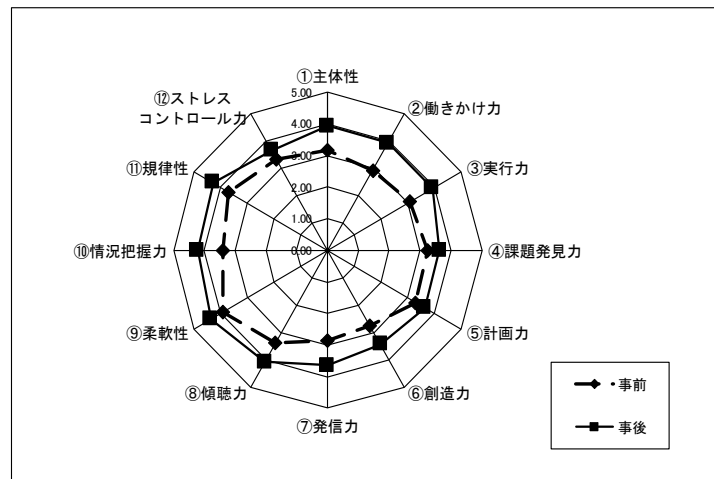 ①主体性
②働きかけ力
③実行力
④課題発見力
⑤計画力
⑥創造力
⑦発信力
⑧傾聴力
⑨柔軟性
⑩情況把握力
⑪規律性
⑫ストレス
コントロール力
5.00
4.00
3.00
2.00
1.00
0.00
事前
事後